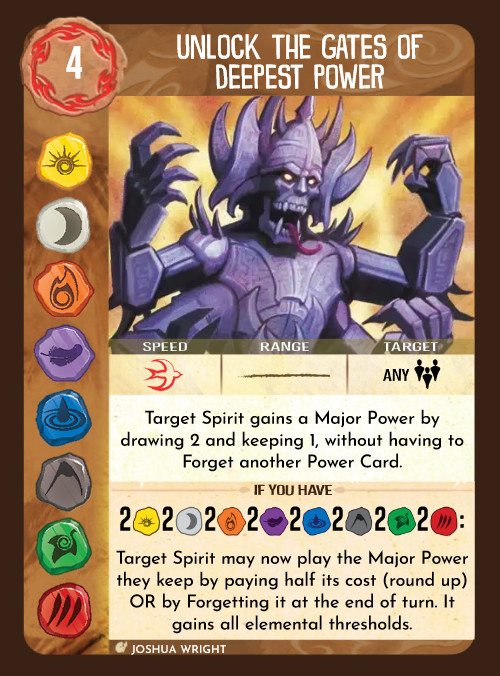 4
UNLOCK THE GATES OF
DEEPEST POWER
SPEED RANGE TARGET
ANY
Target Spirit gains a Major Power by
drawing 2 and keeping 1, without having to
Forget another Power Card.
IF YOU HAVE
2 2 2 2 2 2 2 2 :
Target Spirit may now play the Major Power
they keep by paying half its cost (round up)
OR by Forgetting it at the end of turn. It
gains all elemental thresholds.
JOSHUA WRIGHT